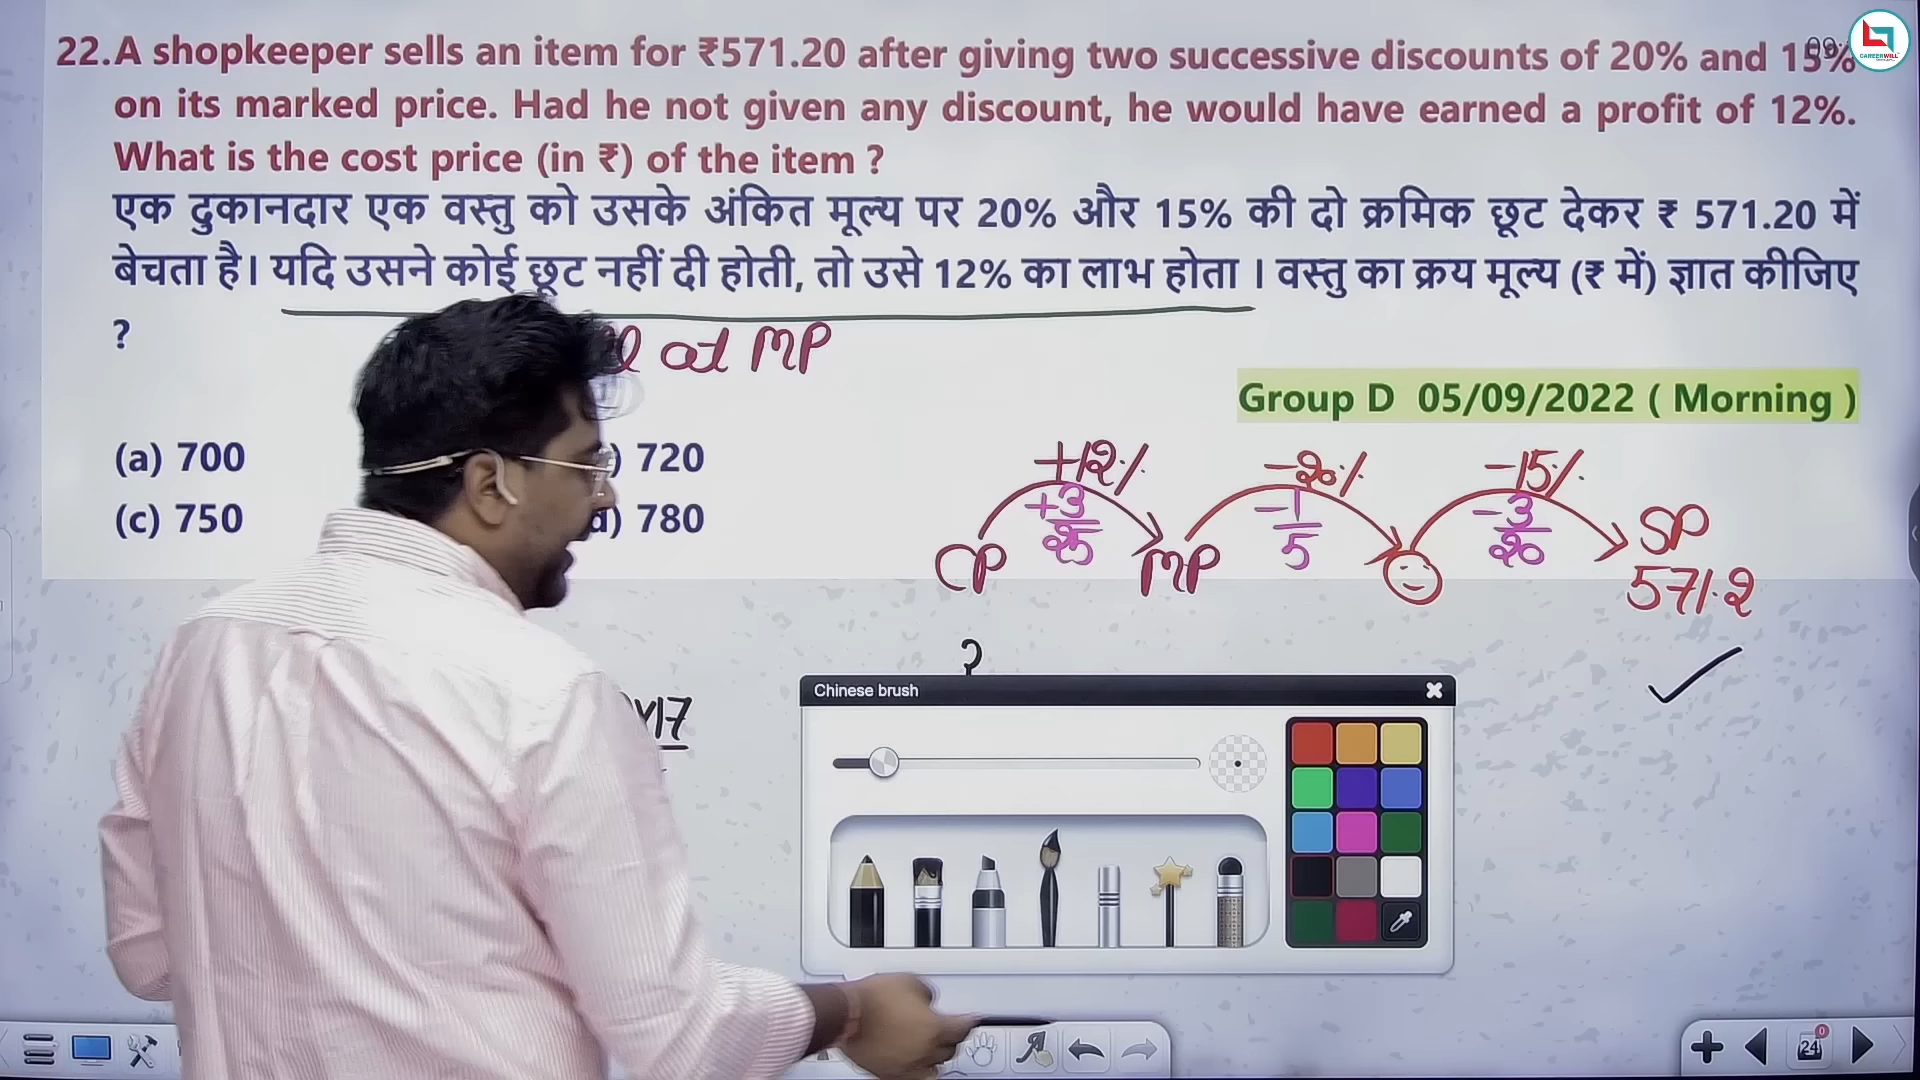 22. A shopkeeper sells an item for ₹571.20 after giving two successive discounts of 20% and 15%
on its marked price. Had he not given any discount, he would have earned a profit of 12%.
What is the cost price (in ₹) of the item ?
एक दुकानदार एक वस्तु को उसके अंकित मूल्य पर 20% और 15% की दो क्रमिक छूट देकर ₹ 571.20 में
बेचता है। यदि उसने कोई छूट नहीं दी होती, तो उसे 12% का लाभ होता । वस्तु का क्रय मूल्य (₹ में) ज्ञात कीजिए
?
at MP
Group D 05/09/2022 ( Morning )
(a) 700
) 720
(c) 750
d) 780
+12% -20% -15%
+3/25 -1/5 -3/20
CP MP SP
571.2
?
17
Chinese brush
CAREERWILL
24
0